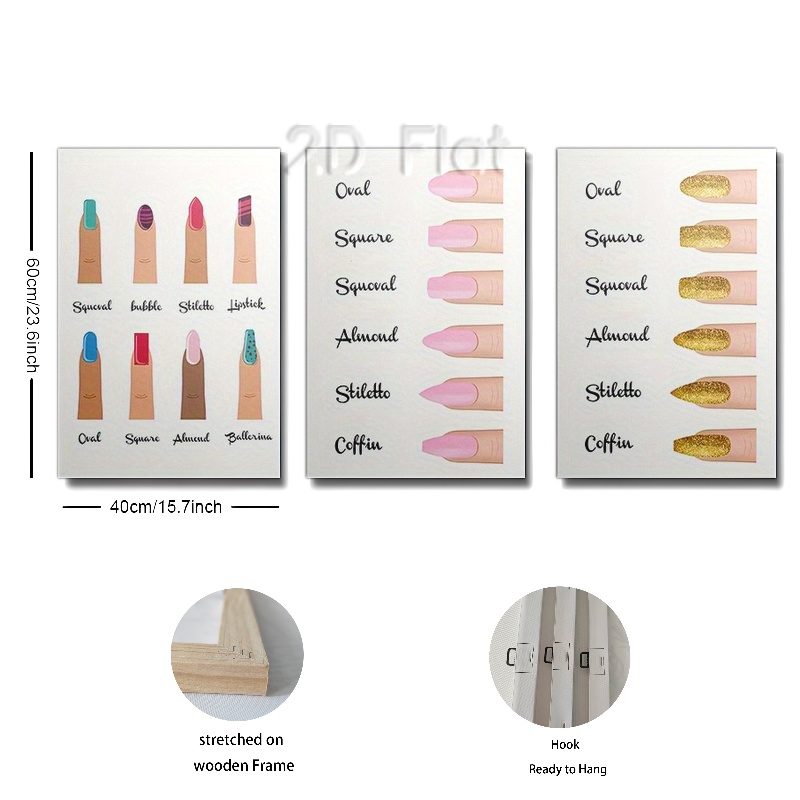 2.D Flat
60cm/23.6inch
Squoval bubble Stiletto Lipstick
Oval Square Almond Ballerina
40cm/15.7inch
Oval
Square
Squoval
Almond
Stiletto
Coffin
Oval
Square
Squoval
Almond
Stiletto
Coffin
stretched on
wooden Frame
Hook
Ready to Hang